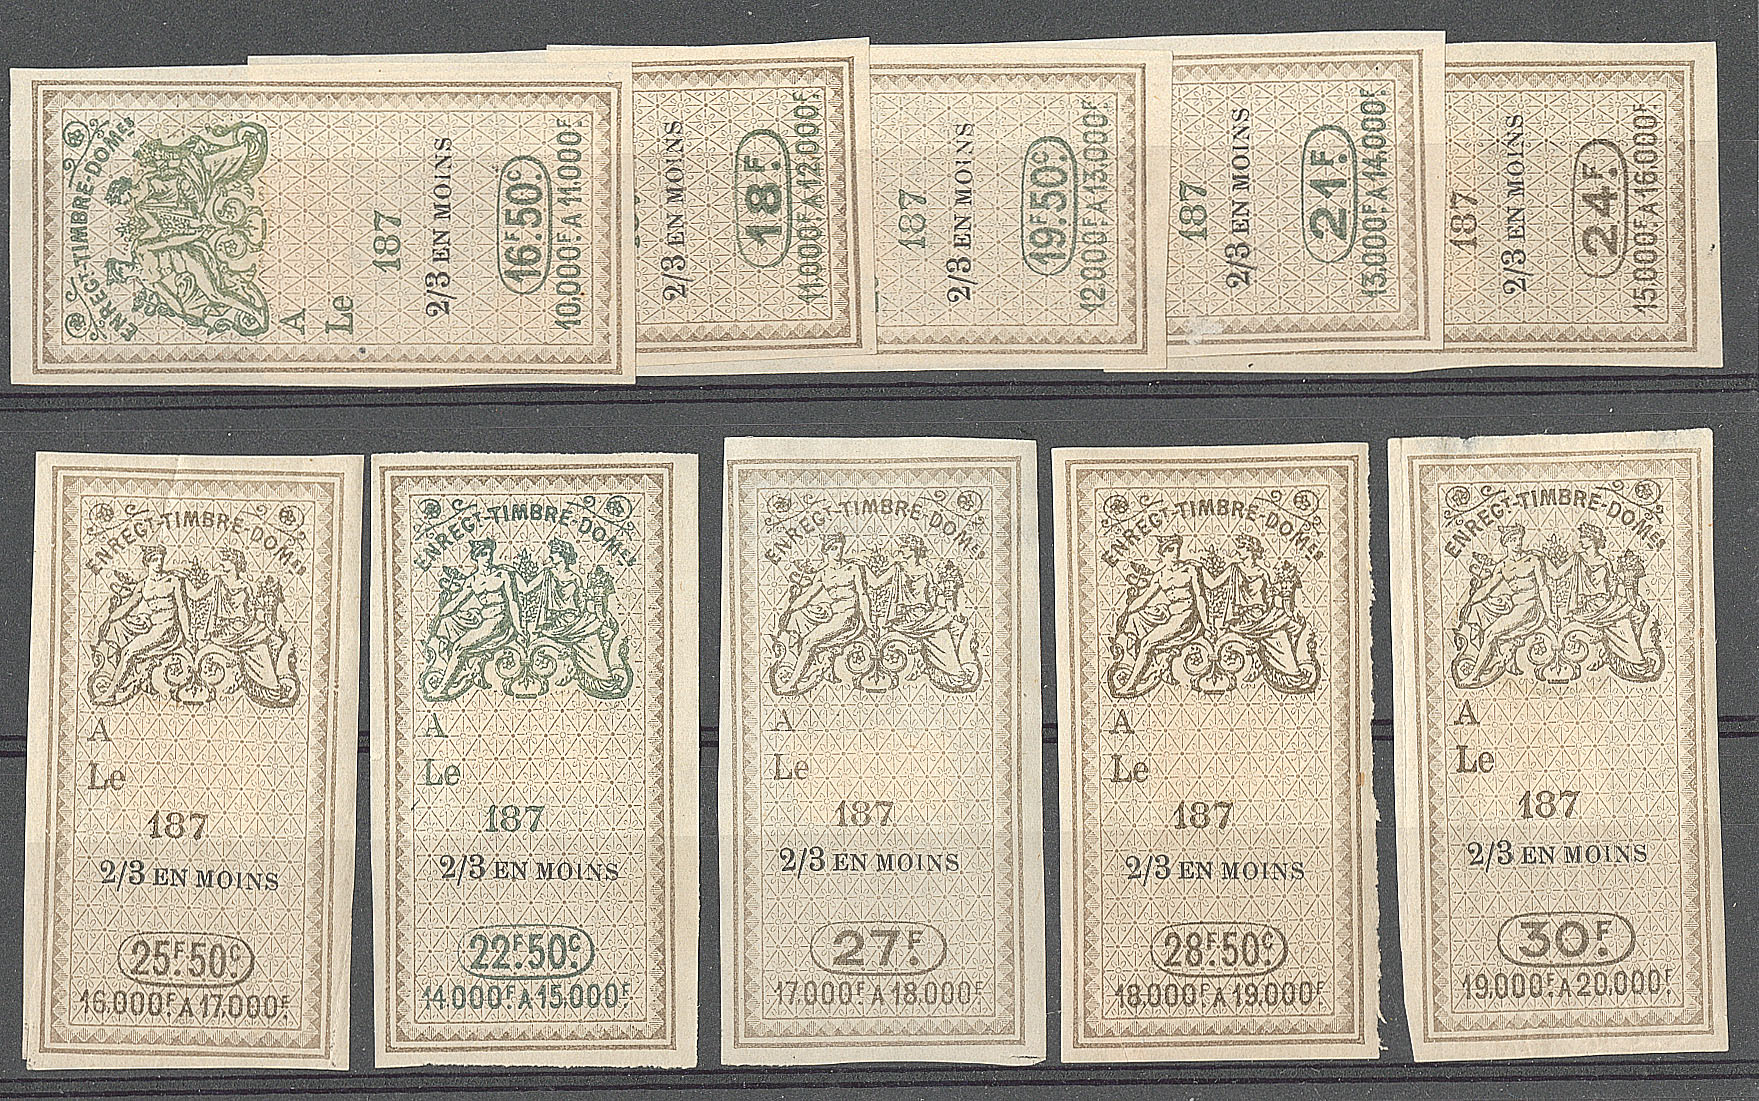 ENREGT-TIMBRE-DOMES
A
Le
187
2/3 EN MOINS
16F.50C.
10.000F. A 11.000F.
2/3 EN MOINS
18F.
11.000F. A 12.000F.
187
2/3 EN MOINS
19F.50C.
12.000F. A 13.000F.
187
2/3 EN MOINS
21F.
13.000F. A 14.000F.
187
2/3 EN MOINS
24F.
15.000F. A 16.000F.
ENREGT-TIMBRE-DOMES
A
Le
187
2/3 EN MOINS
25F.50C.
16.000F. A 17.000F.
ENREGT-TIMBRE-DOMES
A
Le
187
2/3 EN MOINS
22F.50C.
14.000F A 15.000F.
ENREGT-TIMBRE-DOMES
A
Le
187
2/3 EN MOINS
27F.
17.000F. A 18.000F.
ENREGT-TIMBRE-DOMES
A
Le
187
2/3 EN MOINS
28F.50C.
18.000F. A 19.000F.
ENREGT-TIMBRE-DOMES
A
Le
187
2/3 EN MOINS
30F.
19.000F. A 20.000F.